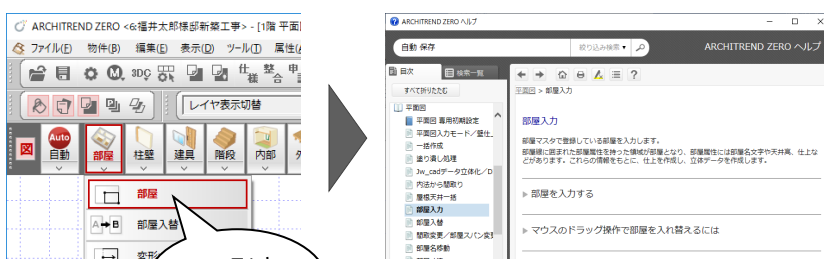 ARCHITREND ZERO <&福井太郎様邸新築工事> - [1階 平面
ファイル(F) 物件(B) 編集(E) 表示(D) ツール(T) 属性(
3DC 仕様 整合 申
レイヤ表示切替
図 Auto 自動 部屋 柱壁 建具 階段 内部
部屋
A B 部屋入替
変形
ARCHITREND ZERO ヘルプ
自動 保存 絞り込み検索 ▾ ARCHITREND ZERO ヘルプ
目次 検索一覧
すべて折りたたむ
平面図
平面図 専用初期設定
平面図入力モード／壁仕
一括作成
塗り潰し処理
Jw_cadデータ立体化／D
内法から間取り
屋根天井一括
部屋入力
部屋入替
間取変更／部屋スパン変
部屋名移動
平面図 > 部屋入力
部屋入力
部屋マスタで登録している部屋を入力します。
部屋線に囲まれた部屋属性を持った領域が部屋となり、部屋属性には部屋名文字や天井高、仕上な
どがあります。これらの情報をもとに、仕上を作成し、立体データを作成します。
部屋を入力する
マウスのドラッグ操作で部屋を入れ替えるには